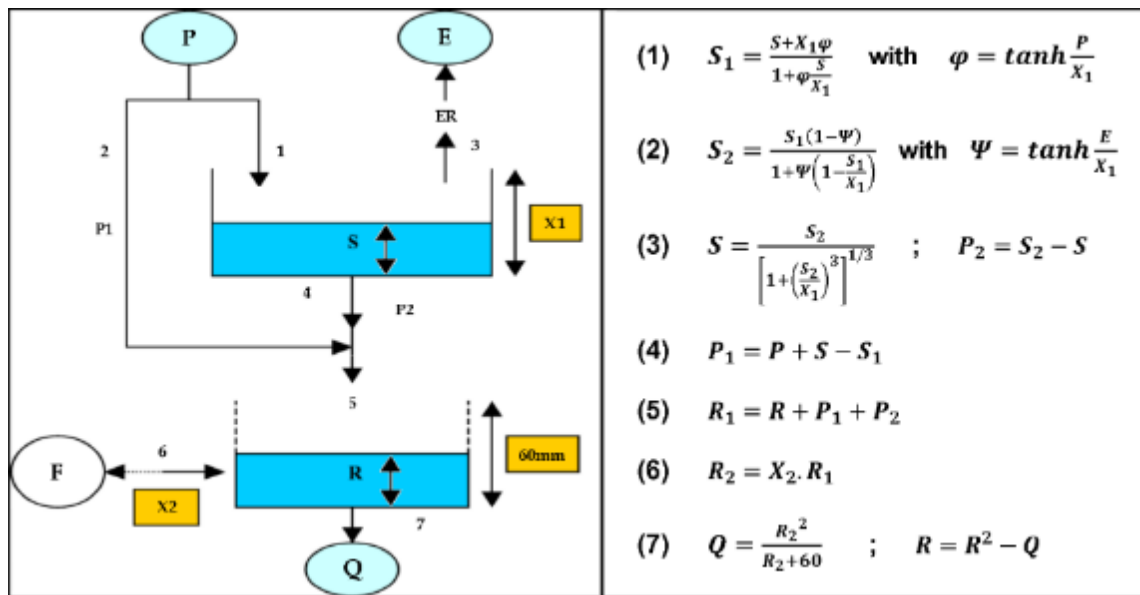 P
E
ER
2
1
3
P1
X1
S
4
P2
5
6
F
60mm
R
X2
7
Q
(1) S₁ = (S+X₁φ)/(1+φ S/X₁) with φ = tanh P/X₁
(2) S₂ = S₁(1−Ψ)/(1+Ψ(1−S₁/X₁)) with Ψ = tanh E/X₁
(3) S = S₂/[1+(S₂/X₁)³]^1/3 ; P₂ = S₂ − S
(4) P₁ = P + S − S₁
(5) R₁ = R + P₁ + P₂
(6) R₂ = X₂. R₁
(7) Q = R₂²/(R₂+60) ; R = R² − Q